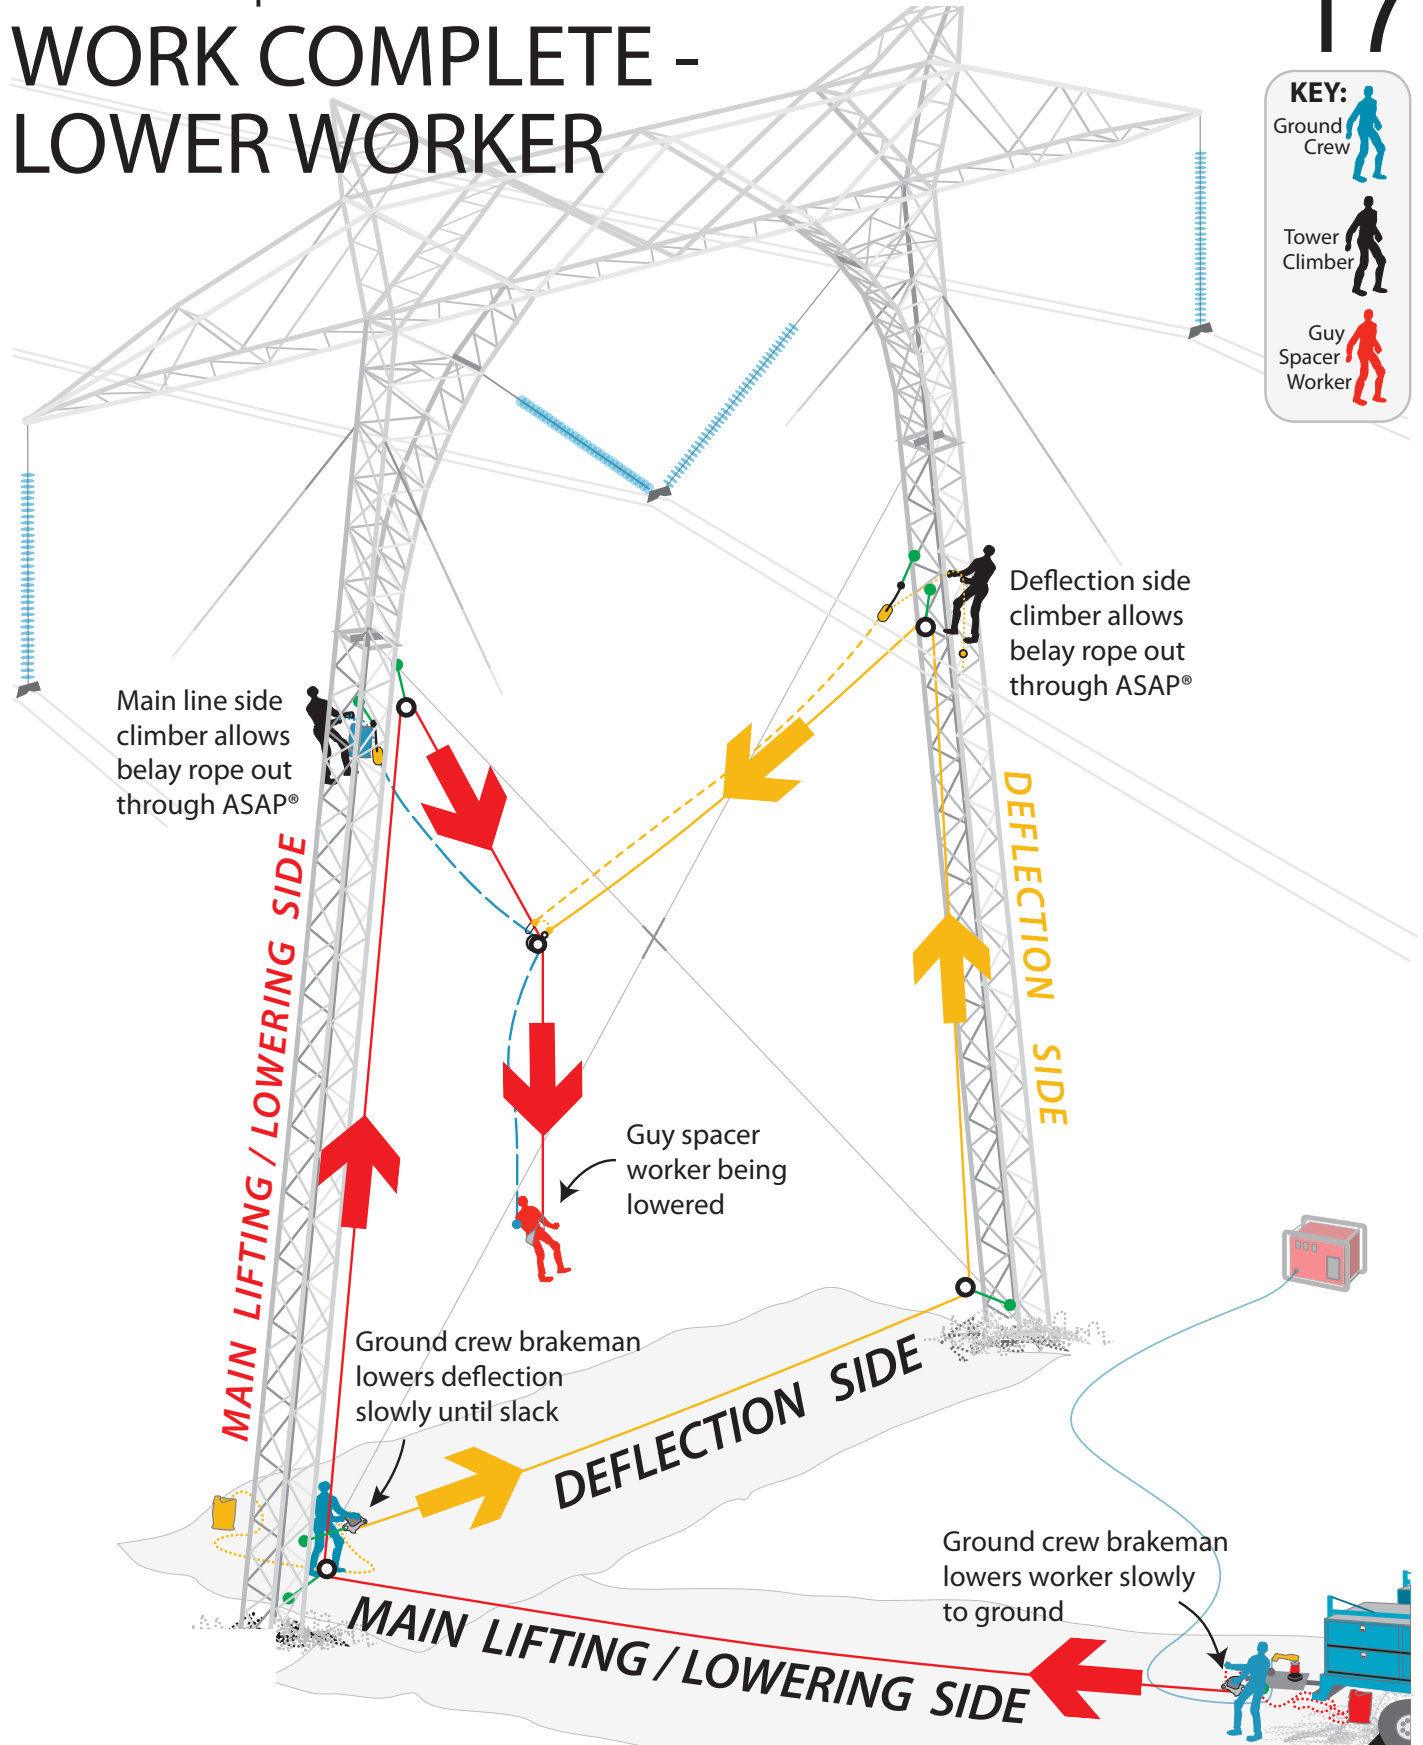 WORK COMPLETE -
LOWER WORKER
17
KEY:
Ground
Crew
Tower
Climber
Guy
Spacer
Worker
Deflection side
climber allows
belay rope out
through ASAP®
Main line side
climber allows
belay rope out
through ASAP®
MAIN LIFTING / LOWERING SIDE
DEFLECTION SIDE
Guy spacer
worker being
lowered
Ground crew brakeman
lowers deflection
slowly until slack
DEFLECTION SIDE
Ground crew brakeman
lowers worker slowly
to ground
MAIN LIFTING / LOWERING SIDE